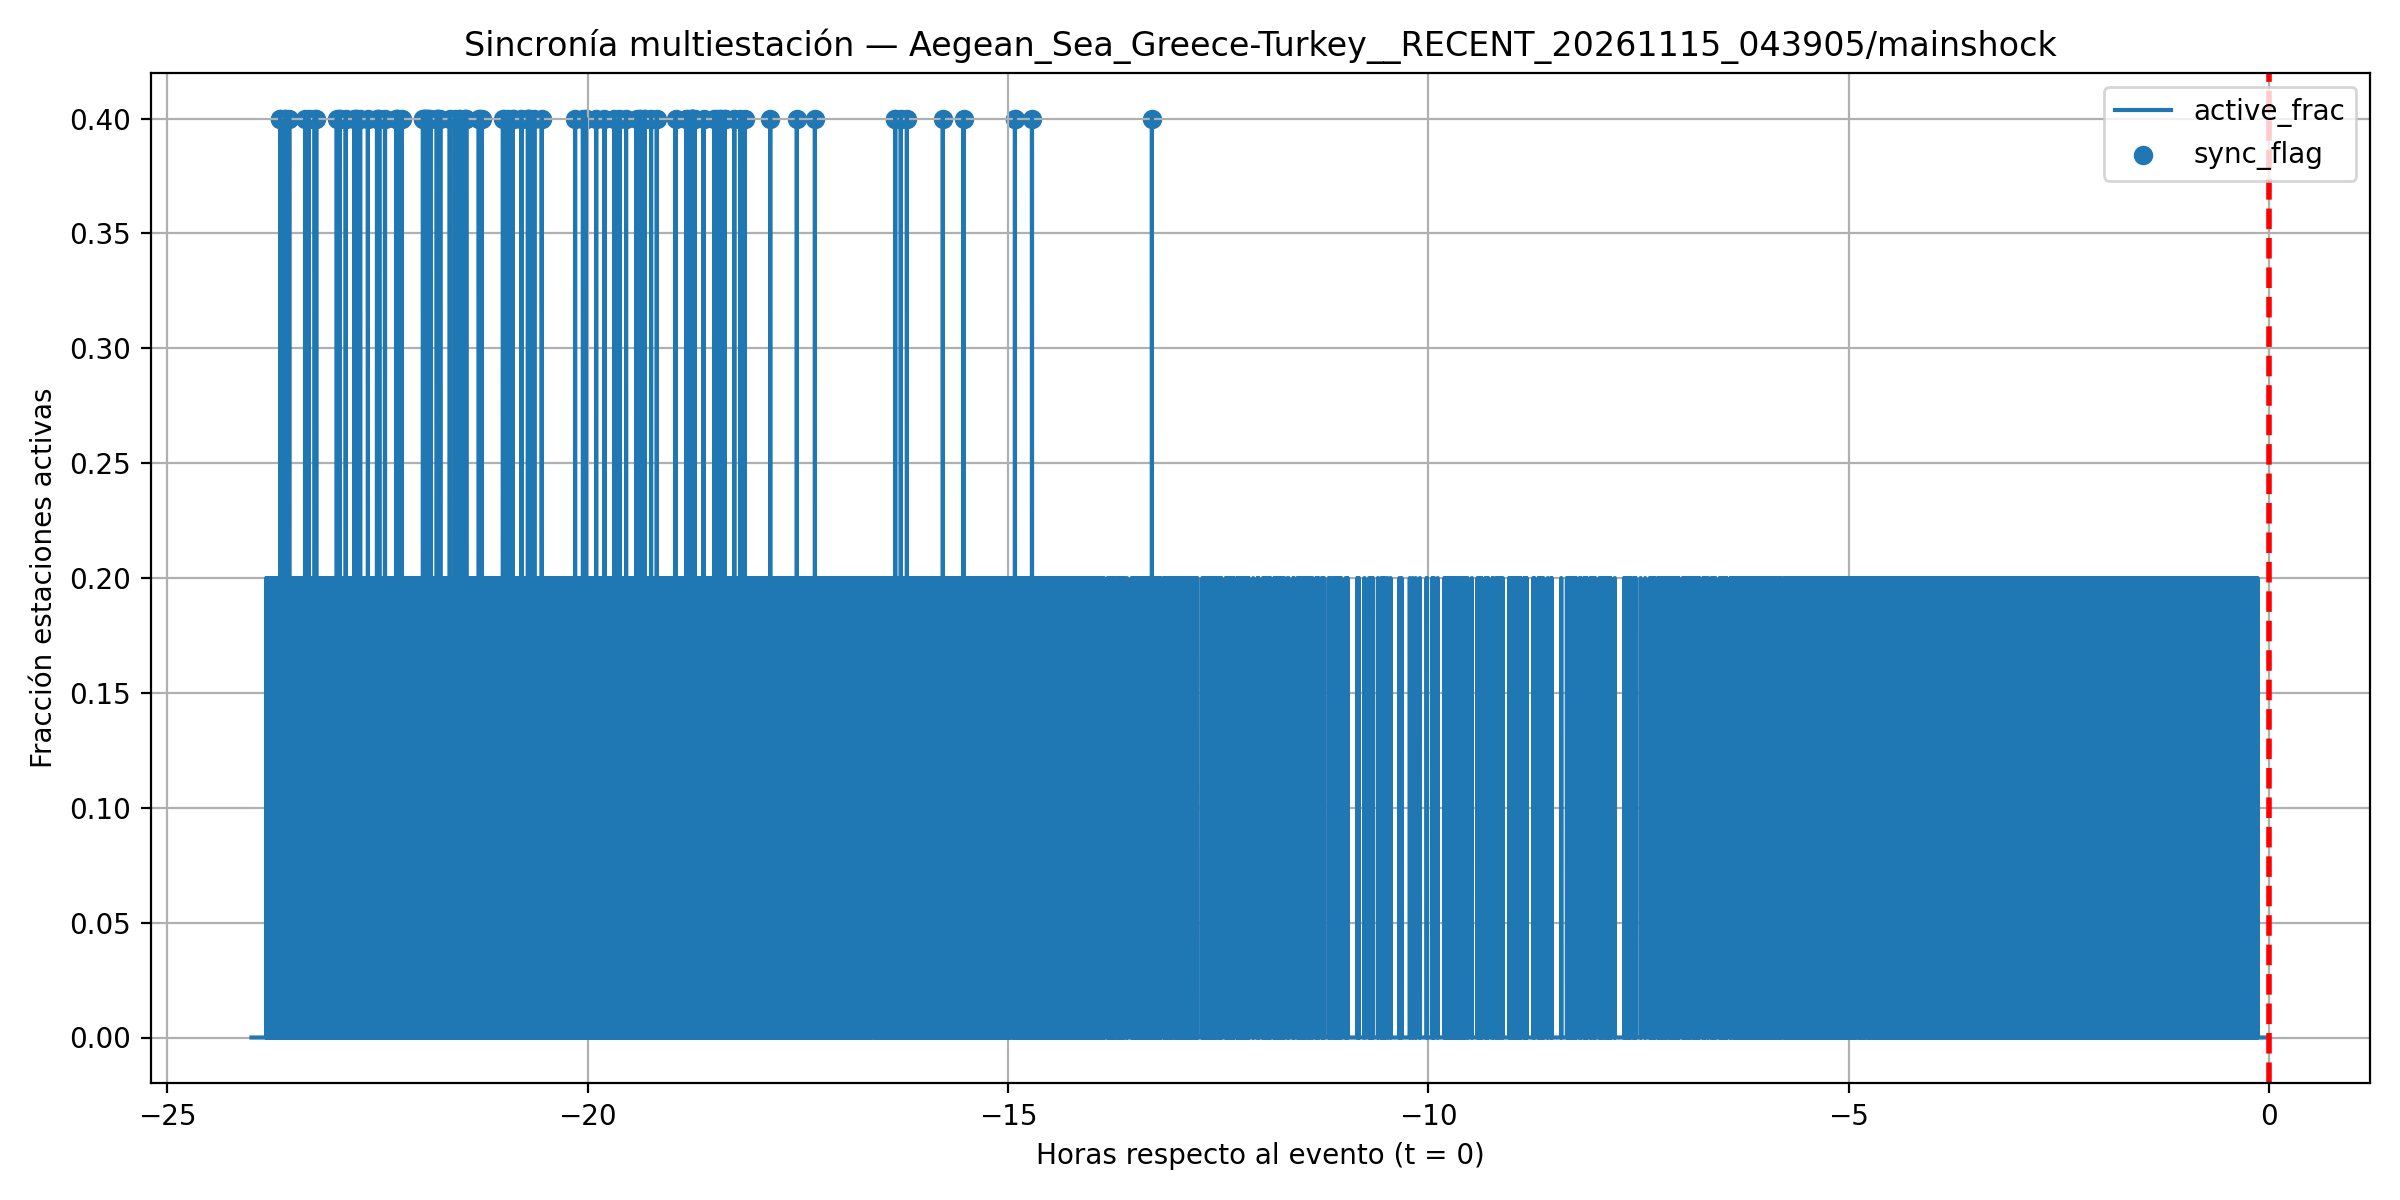 Sincronía multiestación — Aegean_Sea_Greece-Turkey__RECENT_20261115_043905/mainshock
active_frac
sync_flag
Fracción estaciones activas
0.40
0.35
0.30
0.25
0.20
0.15
0.10
0.05
0.00
−25 −20 −15 −10 −5 0
Horas respecto al evento (t = 0)